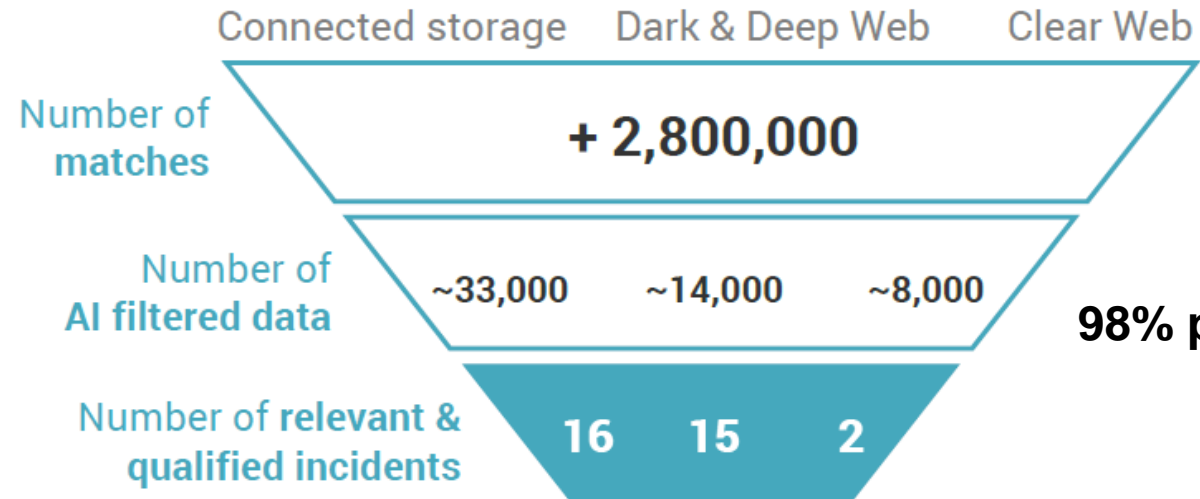 Connected storage Dark & Deep Web Clear Web
Number of
matches
+ 2,800,000
Number of
AI filtered data
~33,000 ~14,000 ~8,000
98%
Number of relevant &
qualified incidents
16 15 2